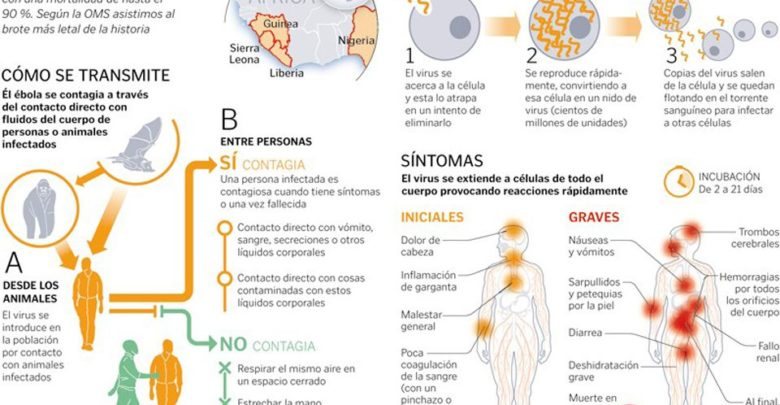 con una mortalidad de hasta el
90 %. Según la OMS asistimos al
brote más letal de la historia
ÁFRICA
Guinea
Sierra
Leona
Liberia
Nigeria
CÓMO SE TRANSMITE
Él ébola se contagia a través
del contacto directo con
fluidos del cuerpo de
personas o animales
infectados
A
DESDE LOS
ANIMALES
El virus se
introduce en
la población
por contacto
con animales
infectados
B
ENTRE PERSONAS
SÍ CONTAGIA
Una persona infectada es
contagiosa cuando tiene síntomas
o una vez fallecida
Contacto directo con vómito,
sangre, secreciones o otros
líquidos corporales
Contacto directo con cosas
contaminadas con estos
líquidos corporales
NO CONTAGIA
Respirar el mismo aire en
un espacio cerrado
Estrechar la mano
1
El virus se
acerca a la célula
y esta lo atrapa
en un intento de
eliminarlo
2
Se reproduce rápida-
mente, convirtiendo a
esa célula en un nido de
virus (cientos de
millones de unidades)
3
Copias del virus salen
de la célula y se quedan
flotando en el torrente
sanguíneo para infectar
a otras células
SÍNTOMAS
El virus se extiende a células de todo el
cuerpo provocando reacciones rápidamente
INCUBACIÓN
De 2 a 21 días
INICIALES
Dolor de
cabeza
Inflamación
de garganta
Malestar
general
Poca
coagulación
de la sangre
(con un
pinchazo o
GRAVES
Náuseas
y vómitos
Sarpullidos
y petequias
por la piel
Diarrea
Deshidratación
grave
Muerte en
Trombos
cerebrales
Hemorragias
por todos
los orificios
del cuerpo
Fallo
renal
Al final,